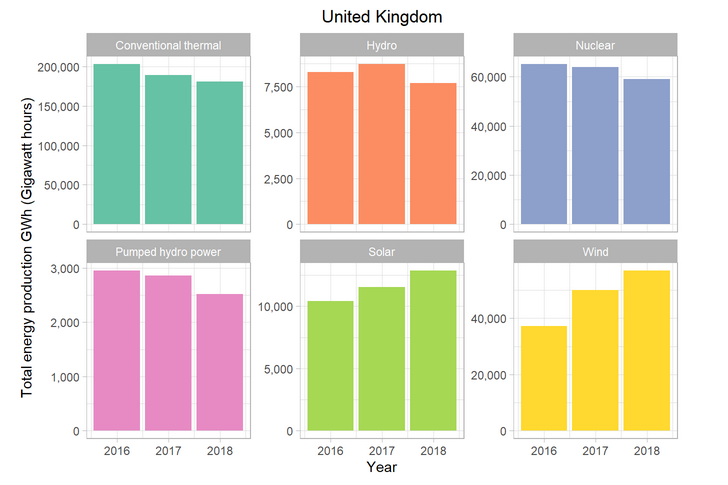 United Kingdom
Conventional thermal
Hydro
Nuclear
200,000
150,000
100,000
50,000
0
7,500
5,000
2,500
0
60,000
40,000
20,000
0
Total energy production GWh (Gigawatt hours)
Pumped hydro power
Solar
Wind
3,000
2,000
1,000
0
10,000
5,000
0
40,000
20,000
0
2016 2017 2018
2016 2017 2018
2016 2017 2018
Year